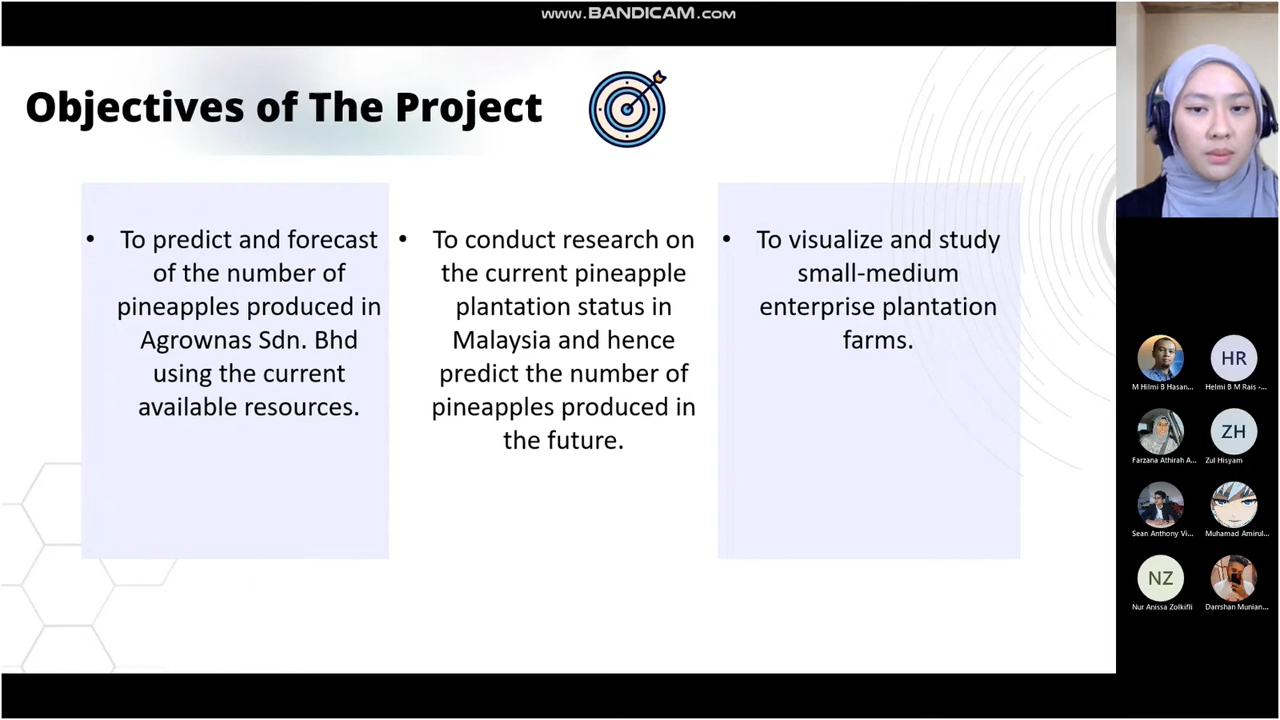 www.BANDICAM.com
Objectives of The Project
• To predict and forecast
of the number of
pineapples produced in
Agrownas Sdn. Bhd
using the current
available resources.
• To conduct research on
the current pineapple
plantation status in
Malaysia and hence
predict the number of
pineapples produced in
the future.
• To visualize and study
small-medium
enterprise plantation
farms.
HR
M Hilmi B Hasan...
Helmi B M Rais -...
ZH
Farzana Athirah A...
Zul Hisyam
Sean Anthony Vi...
Muhamad Amirul...
NZ
Nur Anissa Zolkifli
Darrshan Munian...